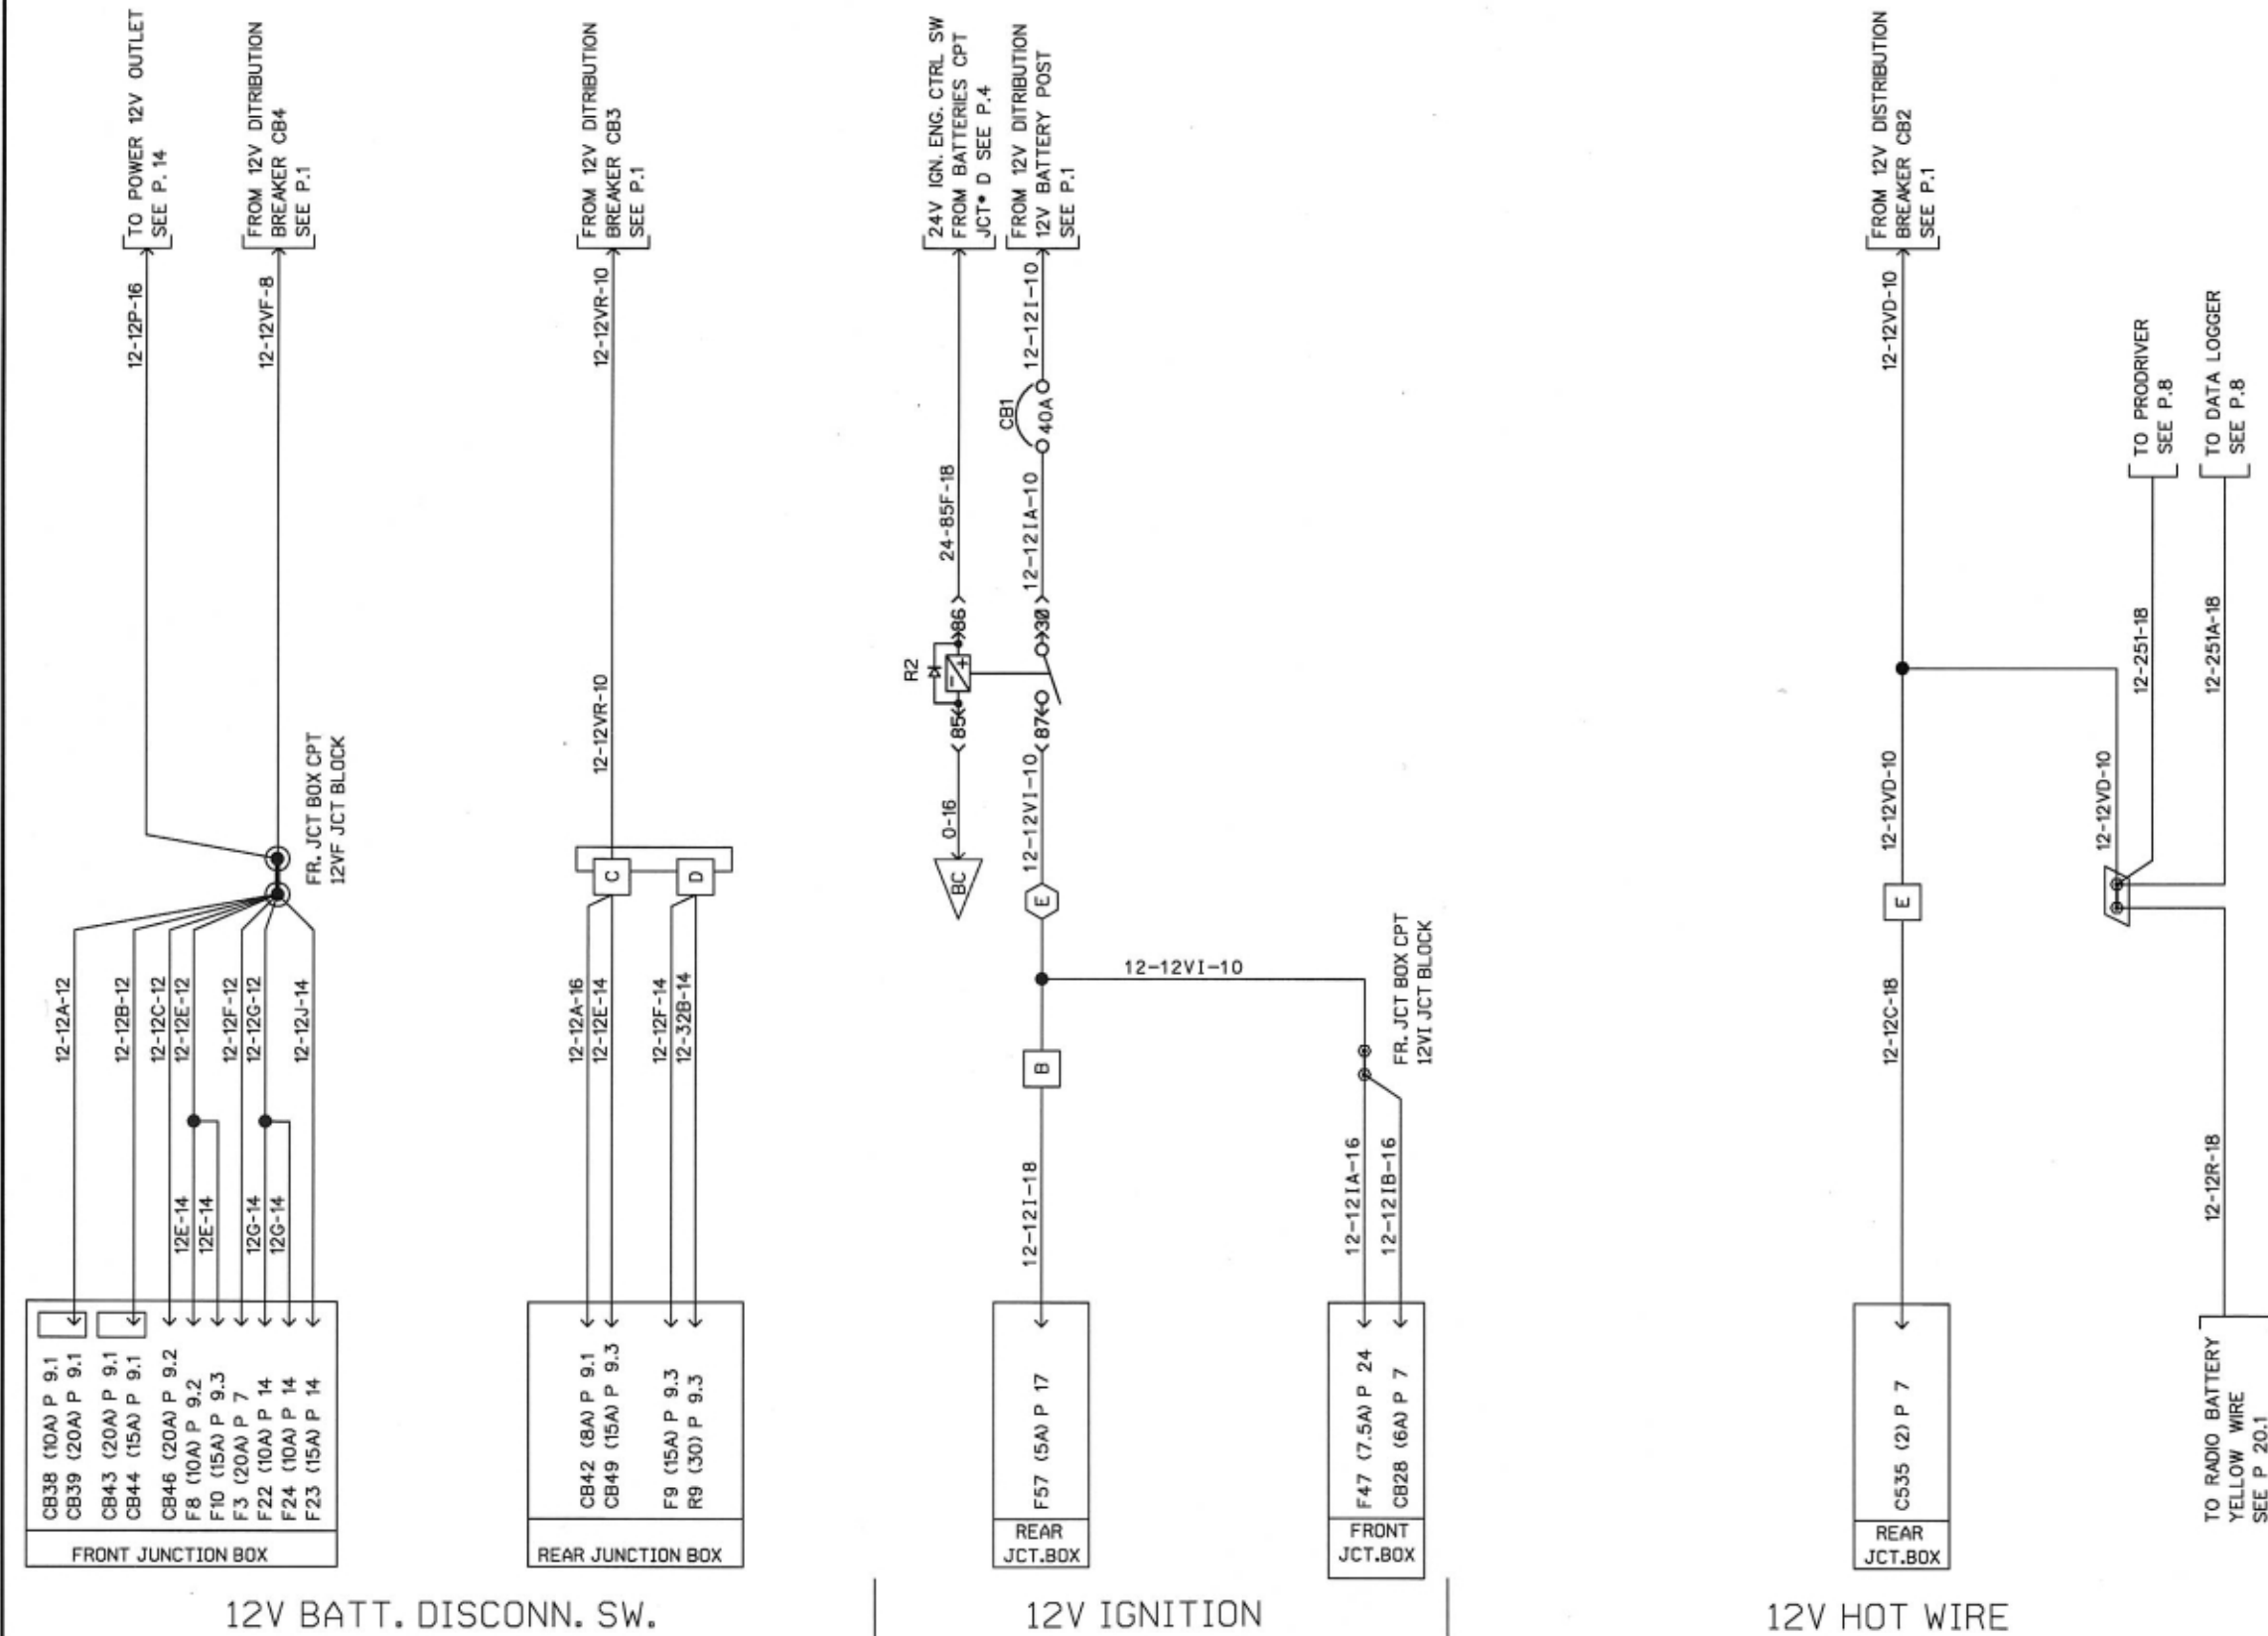 TO POWER 12V OUTLET
SEE P. 14
FROM 12V DITRIBUTION
BREAKER CB4
SEE P.1
12-12P-16
12-12VF-8
FR. JCT BOX CPT
12VF JCT BLOCK
12-12A-12
12-12B-12
12-12C-12
12-12E-12
12-12F-12
12-12G-12
12-12J-14
12E-14
12E-14
12G-14
12G-14
CB38 (10A) P 9.1
CB39 (20A) P 9.1
CB43 (20A) P 9.1
CB44 (15A) P 9.1
CB46 (20A) P 9.2
F8 (10A) P 9.2
F10 (15A) P 9.3
F3 (20A) P 7
F22 (10A) P 14
F24 (10A) P 14
F23 (15A) P 14
FRONT JUNCTION BOX
FROM 12V DITRIBUTION
BREAKER CB3
SEE P.1
12-12VR-10
12-12VR-10
C
D
12-12A-16
12-12E-14
12-12F-14
12-32B-14
CB42 (8A) P 9.1
CB49 (15A) P 9.3
F9 (15A) P 9.3
R9 (30) P 9.3
REAR JUNCTION BOX
12V BATT. DISCONN. SW.
24V IGN. ENG. CTRL SW
FROM BATTERIES CPT
JCT• D SEE P.4
FROM 12V DITRIBUTION
12V BATTERY POST
SEE P.1
12-12I-10
CB1
40A
24-85F-18
12-12IA-10
R2
86
30
- +
85
87
0-16
12-12VI-10
BC
E
12-12VI-10
FR. JCT BOX CPT
12VI JCT BLOCK
B
12-12I-18
12-12IA-16
12-12IB-16
F57 (5A) P 17
REAR
JCT.BOX
F47 (7.5A) P 24
CB28 (6A) P 7
FRONT
JCT.BOX
12V IGNITION
FROM 12V DISTRIBUTION
BREAKER CB2
SEE P.1
12-12VD-10
TO PRODRIVER
SEE P.8
TO DATA LOGGER
SEE P.8
12-251-18
12-251A-18
12-12VD-10
12-12VD-10
E
12-12C-18
12-12R-18
C535 (2) P 7
REAR
JCT.BOX
TO RADIO BATTERY
YELLOW WIRE
SEE P 20.1
12V HOT WIRE